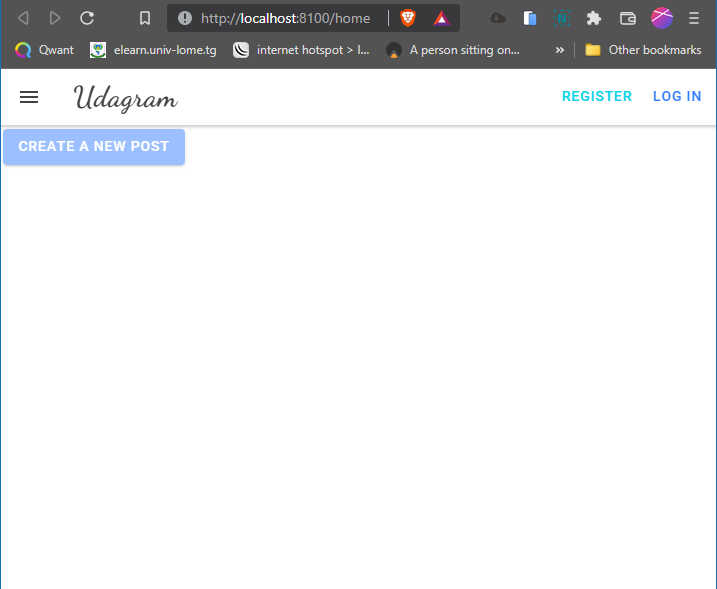 http://localhost:8100/home
Qwant elearn.univ-lome.tg internet hotspot > I... A person sitting on... » Other bookmarks
Udagram REGISTER LOG IN
CREATE A NEW POST